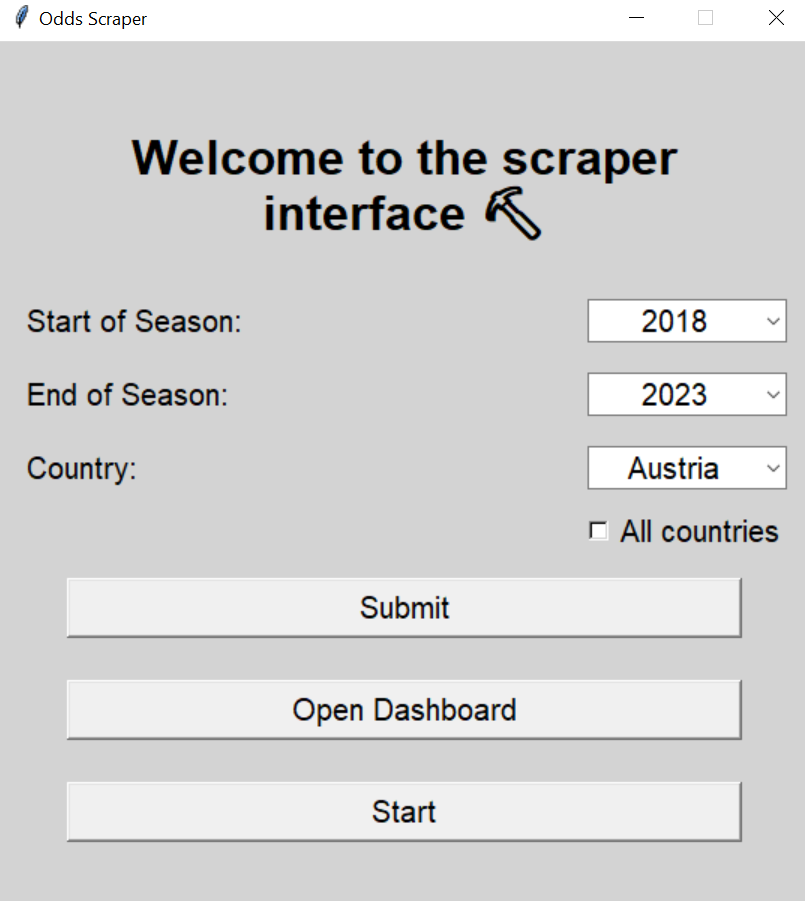 Odds Scraper
Welcome to the scraper
interface 🔨
Start of Season:
2018
End of Season:
2023
Country:
Austria
All countries
Submit
Open Dashboard
Start